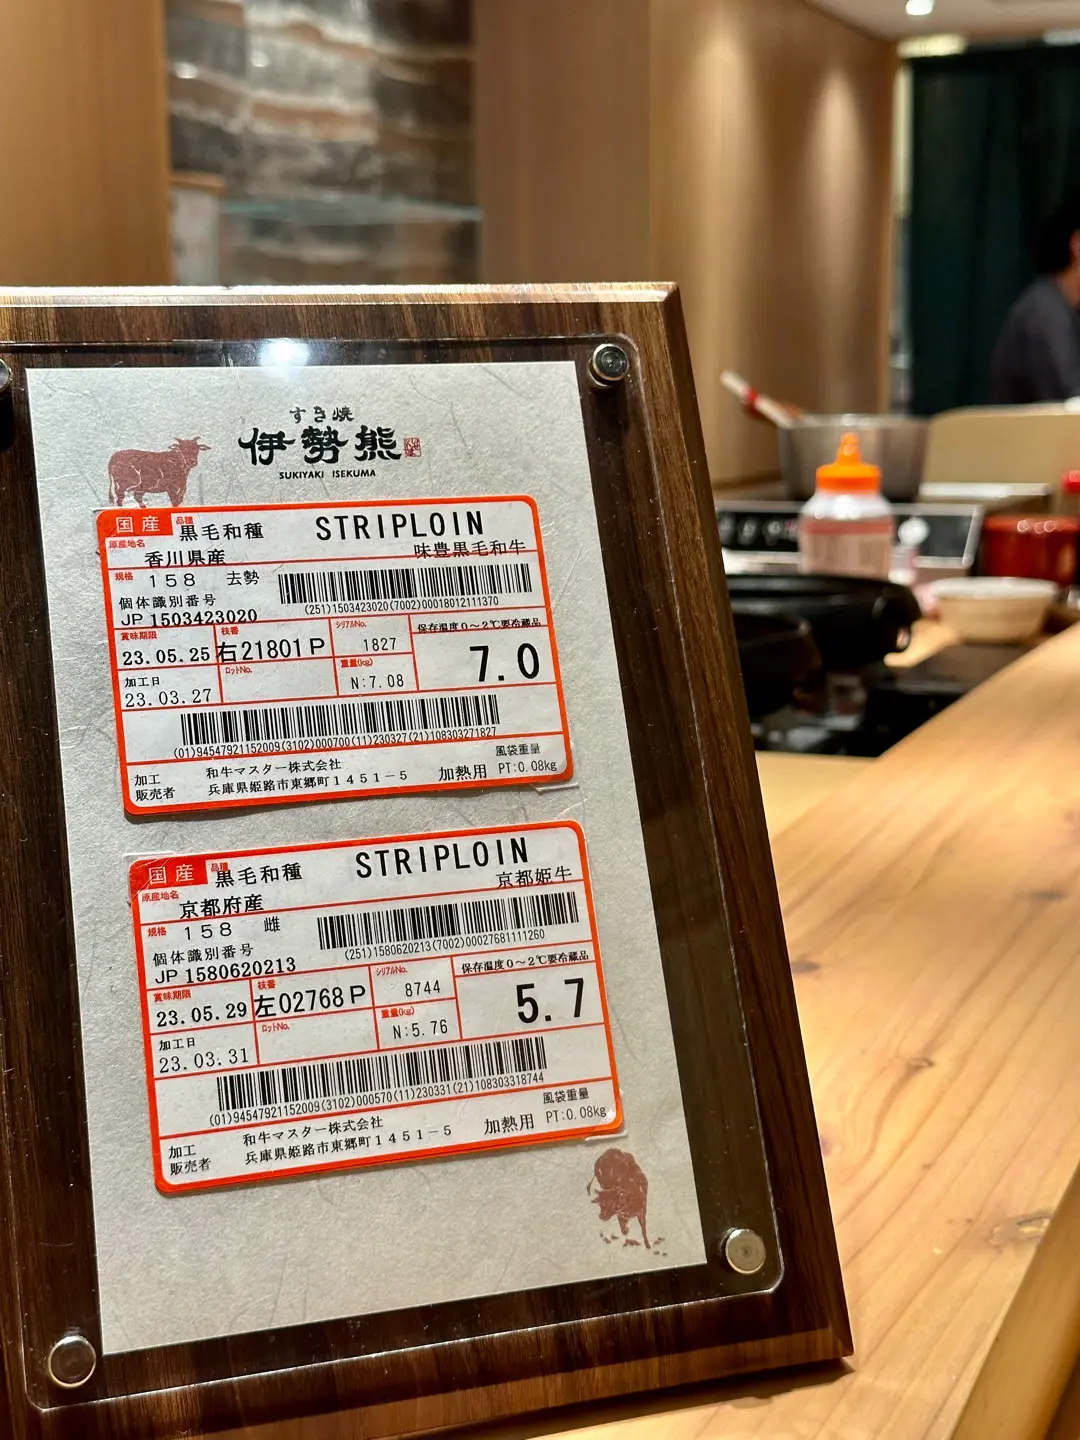 すき焼
伊勢熊
SUKIYAKI ISEKUMA
国産 品種 黒毛和種 STRIPLOIN
原産地名 香川県産 味豊黒毛和牛
規格 158 去勢
(251)1503423020(7002)00018012111370
個体識別番号
JP 1503423020
賞味期限 23.05.25 枝番 右21801P シリアルNo. 1827 保存温度0～2℃要冷蔵品
加工日 23.03.27 ロットNo. 重量(kg) N:7.08 7.0
(01)94547921152009(3102)000700(11)230327(21)108303271827
加工 和牛マスター株式会社 風袋重量
販売者 兵庫県姫路市東郷町1451-5 加熱用 PT:0.08kg
国産 品種 黒毛和種 STRIPLOIN
原産地名 京都府産 京都姫牛
規格 158 雌
(251)1580620213(7002)00027681111260
個体識別番号
JP 1580620213
賞味期限 23.05.29 枝番 左02768P シリアルNo. 8744 保存温度0～2℃要冷蔵品
加工日 23.03.31 ロットNo. 重量(kg) N:5.76 5.7
(01)94547921152009(3102)000570(11)230331(21)108303318744
加工 和牛マスター株式会社 風袋重量
販売者 兵庫県姫路市東郷町1451-5 加熱用 PT:0.08kg